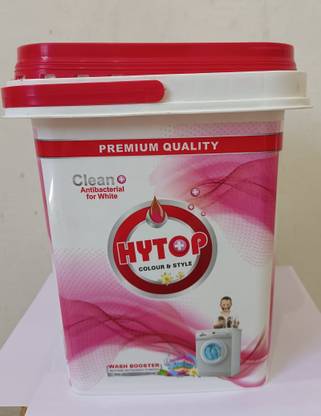 PREMIUM QUALITY
Clean+
Antibacterial
for White
HYTOP
COLOUR & STYLE
WASH BOOSTER